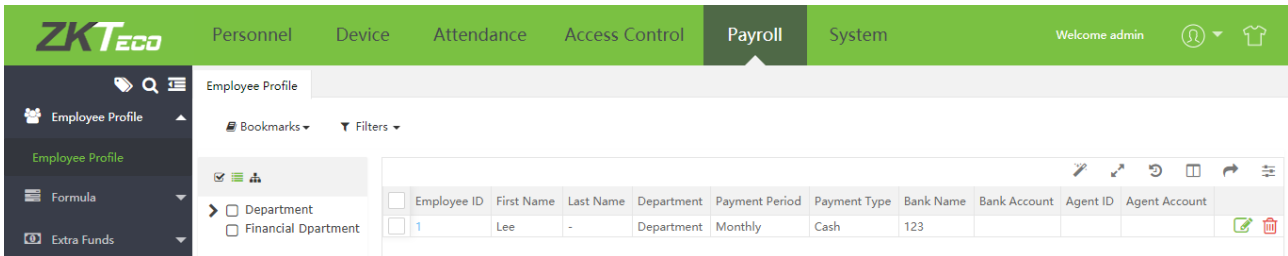 ZKTECO Personnel Device Attendance Access Control Payroll System Welcome admin
Employee Profile
Employee Profile
Bookmarks Filters
Employee Profile
Formula
Extra Funds
Department
Financial Dpartment
Employee ID First Name Last Name Department Payment Period Payment Type Bank Name Bank Account Agent ID Agent Account
1 Lee - Department Monthly Cash 123